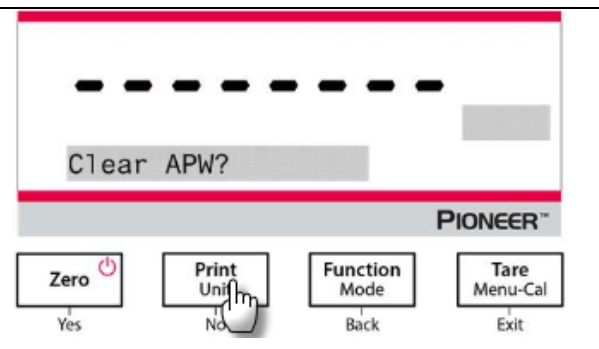 --------
Clear APW?
PIONEER™
Zero Print Function Tare
Unit Mode Menu-Cal
Yes No Back Exit